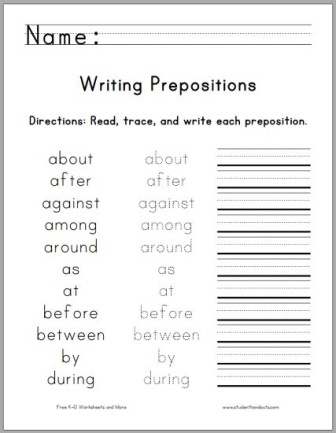 Name:
Writing Prepositions
Directions: Read, trace, and write each preposition.
about about
after after
against against
among among
around around
as as
at at
before before
between between
by by
during during
Free K-12 Worksheets and More www.studenthandouts.com